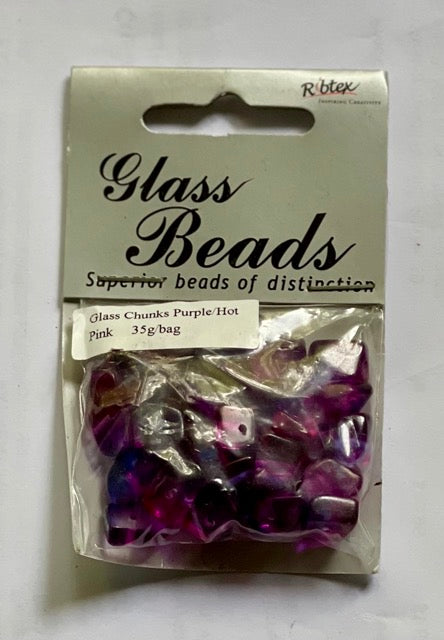 Ribtex
Inspiring Creativity
Glass
Beads
Superior beads of distinction
Glass Chunks Purple/Hot
Pink 35g/bag